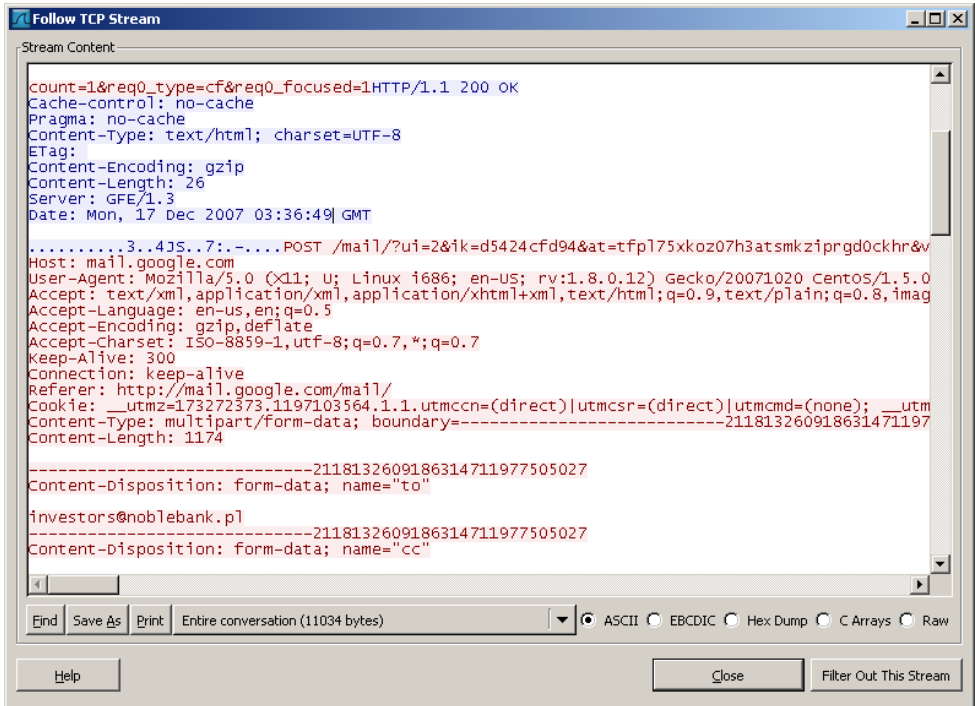 Follow TCP Stream
Stream Content
count=1&req0_type=cf&req0_focused=1HTTP/1.1 200 OK
Cache-control: no-cache
Pragma: no-cache
Content-Type: text/html; charset=UTF-8
ETag:
Content-Encoding: gzip
Content-Length: 26
Server: GFE/1.3
Date: Mon, 17 Dec 2007 03:36:49 GMT
..........3..4JS..7:.-....POST /mail/?ui=2&ik=d5424cfd94&at=tfpl75xkoz07h3atsmkziprgd0ckhr&v
Host: mail.google.com
User-Agent: Mozilla/5.0 (X11; U; Linux i686; en-US; rv:1.8.0.12) Gecko/20071020 CentOS/1.5.0
Accept: text/xml,application/xml,application/xhtml+xml,text/html;q=0.9,text/plain;q=0.8,imag
Accept-Language: en-us,en;q=0.5
Accept-Encoding: gzip,deflate
Accept-Charset: ISO-8859-1,utf-8;q=0.7,*;q=0.7
Keep-Alive: 300
Connection: keep-alive
Referer: http://mail.google.com/mail/
Cookie: __utmz=173272373.1197103564.1.1.utmccn=(direct)|utmcsr=(direct)|utmcmd=(none); __utm
Content-Type: multipart/form-data; boundary=---------------------------2118132609186314711977
Content-Length: 1174
-----------------------------2118132609186314711977505027
Content-Disposition: form-data; name="to"
investors@noblebank.pl
-----------------------------2118132609186314711977505027
Content-Disposition: form-data; name="cc"
Find Save As Print Entire conversation (11034 bytes) ASCII EBCDIC Hex Dump C Arrays Raw
Help Close Filter Out This Stream